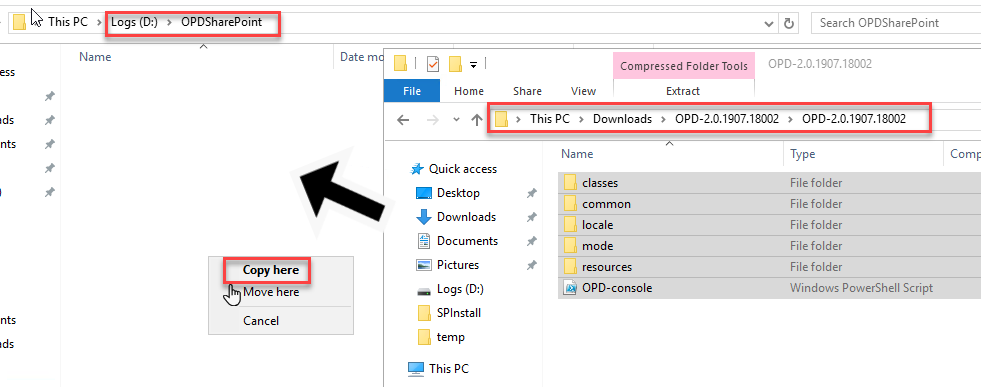 This PC > Logs (D:) > OPDSharePoint
Search OPDSharePoint
Name
Date mo
ess
ds
ents
)
nts
ds
Copy here
Move here
Cancel
Compressed Folder Tools
OPD-2.0.1907.18002
File
Home
Share
View
Extract
This PC > Downloads > OPD-2.0.1907.18002 > OPD-2.0.1907.18002
Name
Type
Comp
Quick access
Desktop
Downloads
Documents
Pictures
Logs (D:)
SPInstall
temp
This PC
classes File folder
common File folder
locale File folder
mode File folder
resources File folder
OPD-console Windows PowerShell Script